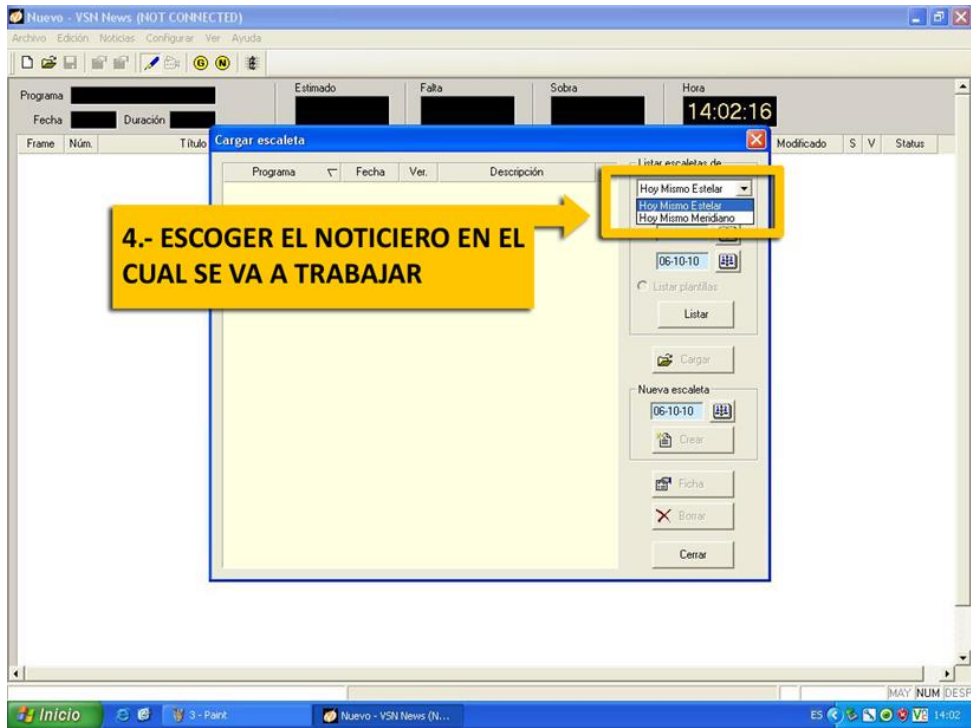 Nuevo - VSN News (NOT CONNECTED)
Archivo Edición Noticias Configurar Ver Ayuda
G N
Estimado Falta Sobra Hora
Programa
14:02:16
Fecha Duración
Frame Núm. Título Modificado S V Status
Cargar escaleta
Programa Fecha Ver. Descripción
Listar escaletas de
Hoy Mismo Estelar
Hoy Mismo Estelar
Hoy Mismo Meridiano
4.- ESCOGER EL NOTICIERO EN EL
CUAL SE VA A TRABAJAR
06-10-10
Listar plantillas
Listar
Cargar
Nueva escaleta
06-10-10
Crear
Ficha
Borrar
Cerrar
MAY NUM DESP
Inicio 3 - Paint Nuevo - VSN News (N... ES 14:02